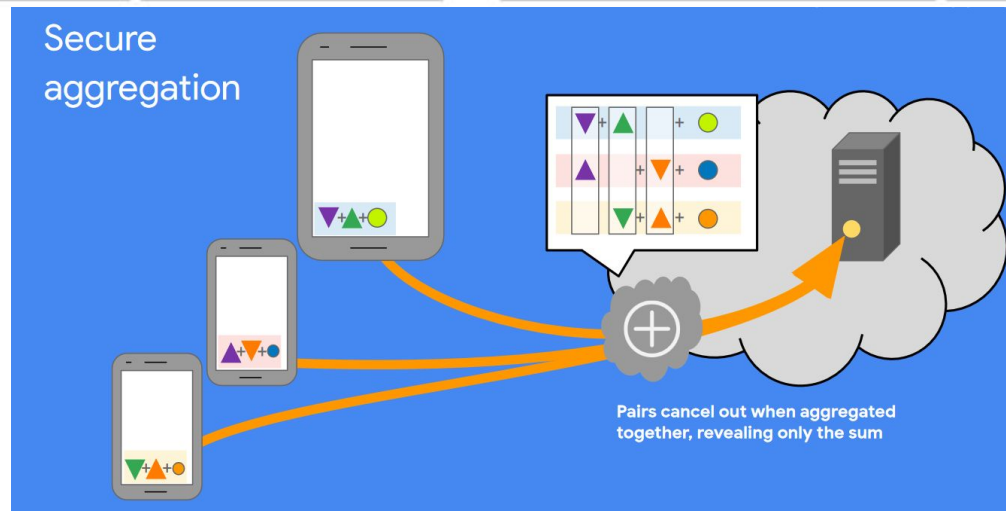 Secure
aggregation
Pairs cancel out when aggregated
together, revealing only the sum